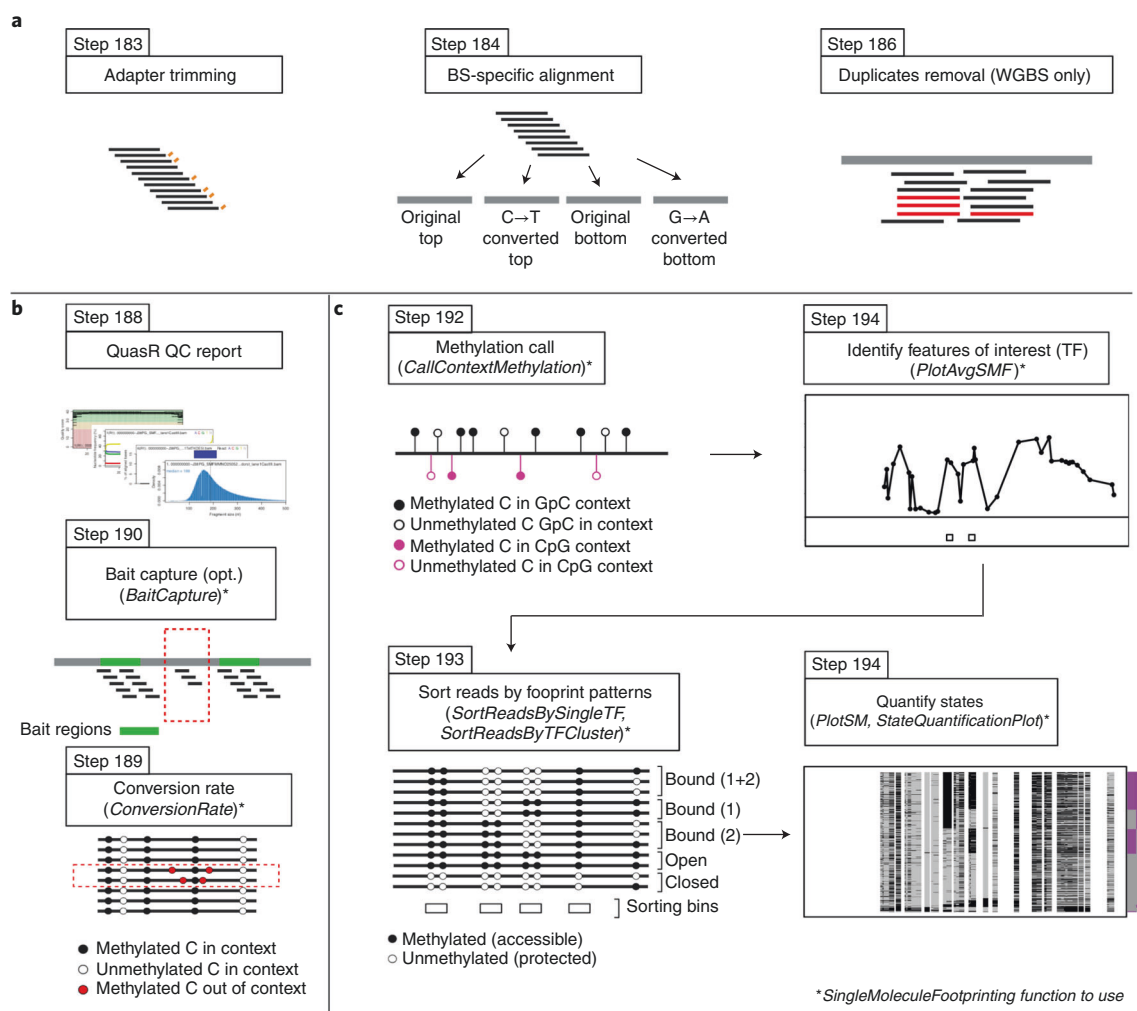 a
Step 183
Adapter trimming
Step 184
BS-specific alignment
Original
top
C→T
converted
top
Original
bottom
G→A
converted
bottom
Step 186
Duplicates removal (WGBS only)
b
Step 188
QuasR QC report
Fragment size (nt)
Step 190
Bait capture (opt.)
(BaitCapture)*
Bait regions
Step 189
Conversion rate
(ConversionRate)*
Methylated C in context
Unmethylated C in context
Methylated C out of context
c
Step 192
Methylation call
(CallContextMethylation)*
Methylated C in GpC context
Unmethylated C GpC in context
Methylated C in CpG context
Unmethylated C in CpG context
Step 194
Identify features of interest (TF)
(PlotAvgSMF)*
Step 193
Sort reads by fooprint patterns
(SortReadsBySingleTF,
SortReadsByTFCluster)*
Bound (1+2)
Bound (1)
Bound (2)
Open
Closed
Sorting bins
Methylated (accessible)
Unmethylated (protected)
Step 194
Quantify states
(PlotSM, StateQuantificationPlot)*
*SingleMoleculeFootprinting function to use